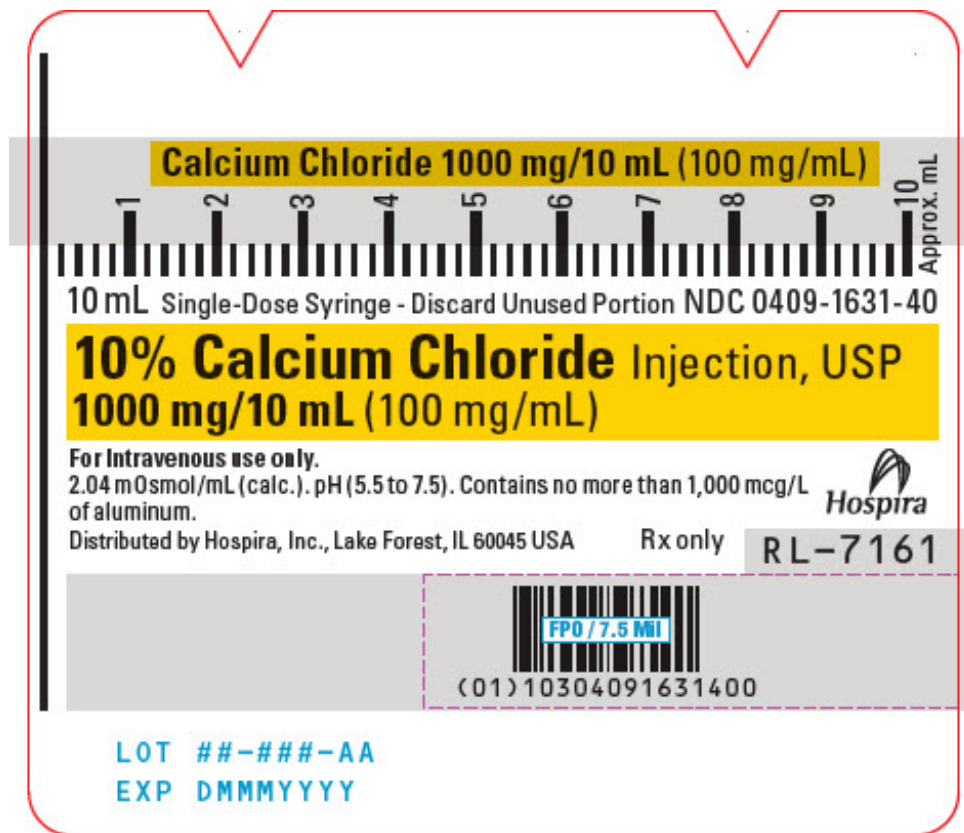 Calcium Chloride 1000 mg/10 mL (100 mg/mL)
1 2 3 4 5 6 7 8 9 10
Approx. mL
10 mL Single-Dose Syringe - Discard Unused Portion NDC 0409-1631-40
10% Calcium Chloride Injection, USP
1000 mg/10 mL (100 mg/mL)
For Intravenous use only.
2.04 mOsmol/mL (calc.). pH (5.5 to 7.5). Contains no more than 1,000 mcg/L
of aluminum.
Hospira
Distributed by Hospira, Inc., Lake Forest, IL 60045 USA Rx only
RL-7161
FPO / 7.5 Mil
(01)10304091631400
LOT ##-###-AA
EXP DMMMYYYY